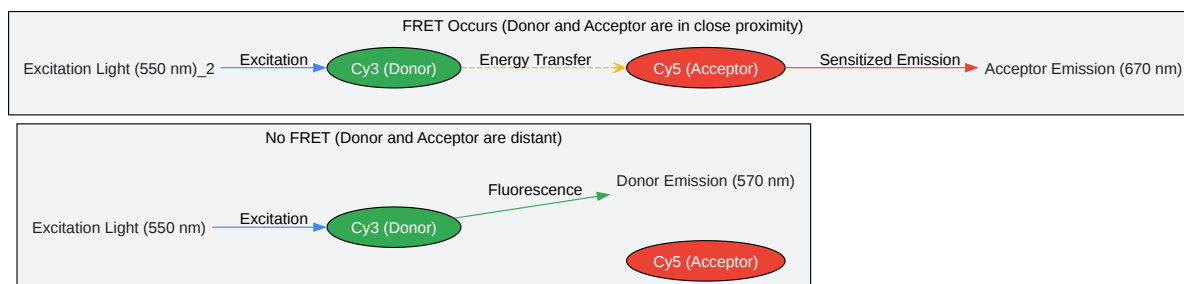 FRET Occurs (Donor and Acceptor are in close proximity)
Excitation Light (550 nm)_2
Excitation
Cy3 (Donor)
Energy Transfer
Cy5 (Acceptor)
Sensitized Emission
Acceptor Emission (670 nm)
No FRET (Donor and Acceptor are distant)
Excitation Light (550 nm)
Excitation
Cy3 (Donor)
Fluorescence
Donor Emission (570 nm)
Cy5 (Acceptor)